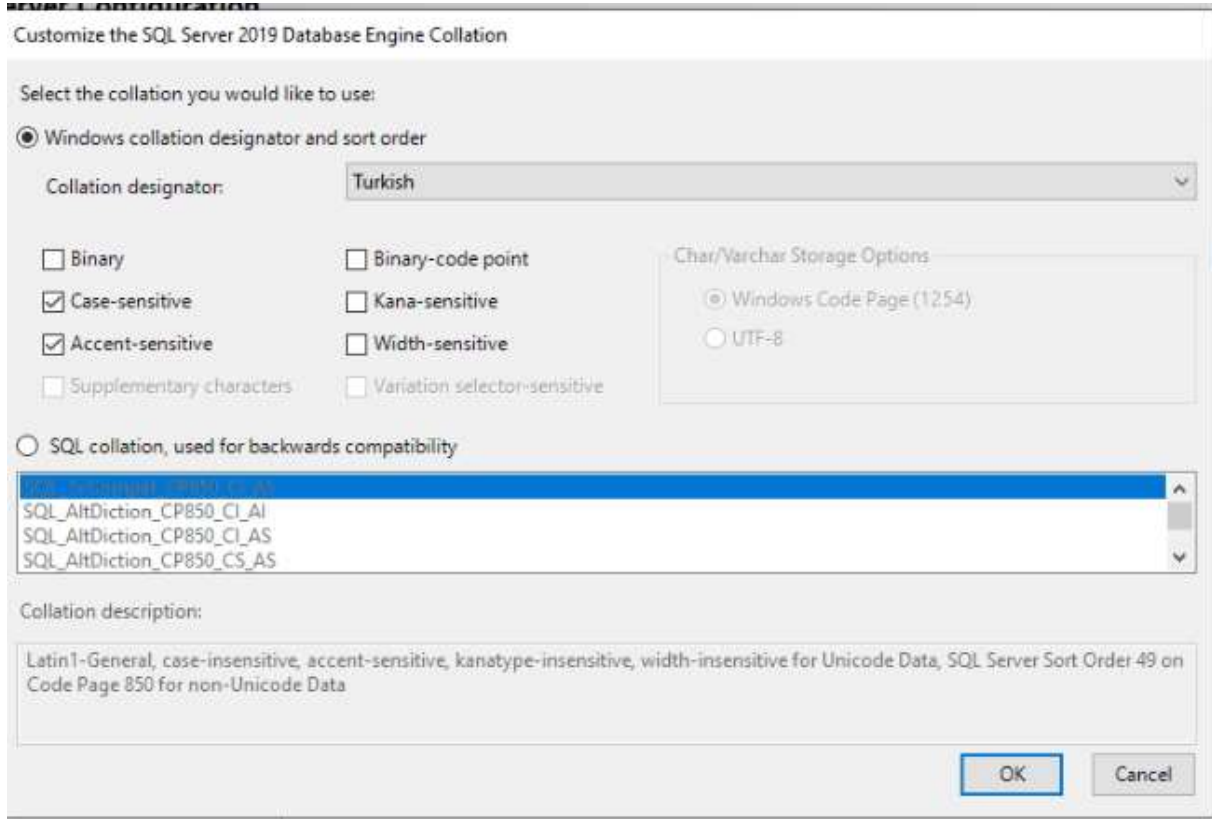 Server Configuration
Customize the SQL Server 2019 Database Engine Collation
Select the collation you would like to use:
Windows collation designator and sort order
Collation designator:
Turkish
Binary
Binary-code point
Char/Varchar Storage Options
Case-sensitive
Kana-sensitive
Windows Code Page (1254)
Accent-sensitive
Width-sensitive
UTF-8
Supplementary characters
Variation selector-sensitive
SQL collation, used for backwards compatibility
SQL_AltDiction_CP850_CI_AI
SQL_AltDiction_CP850_CI_AS
SQL_AltDiction_CP850_CS_AS
Collation description:
Latin1-General, case-insensitive, accent-sensitive, kanatype-insensitive, width-insensitive for Unicode Data, SQL Server Sort Order 49 on
Code Page 850 for non-Unicode Data
OK
Cancel